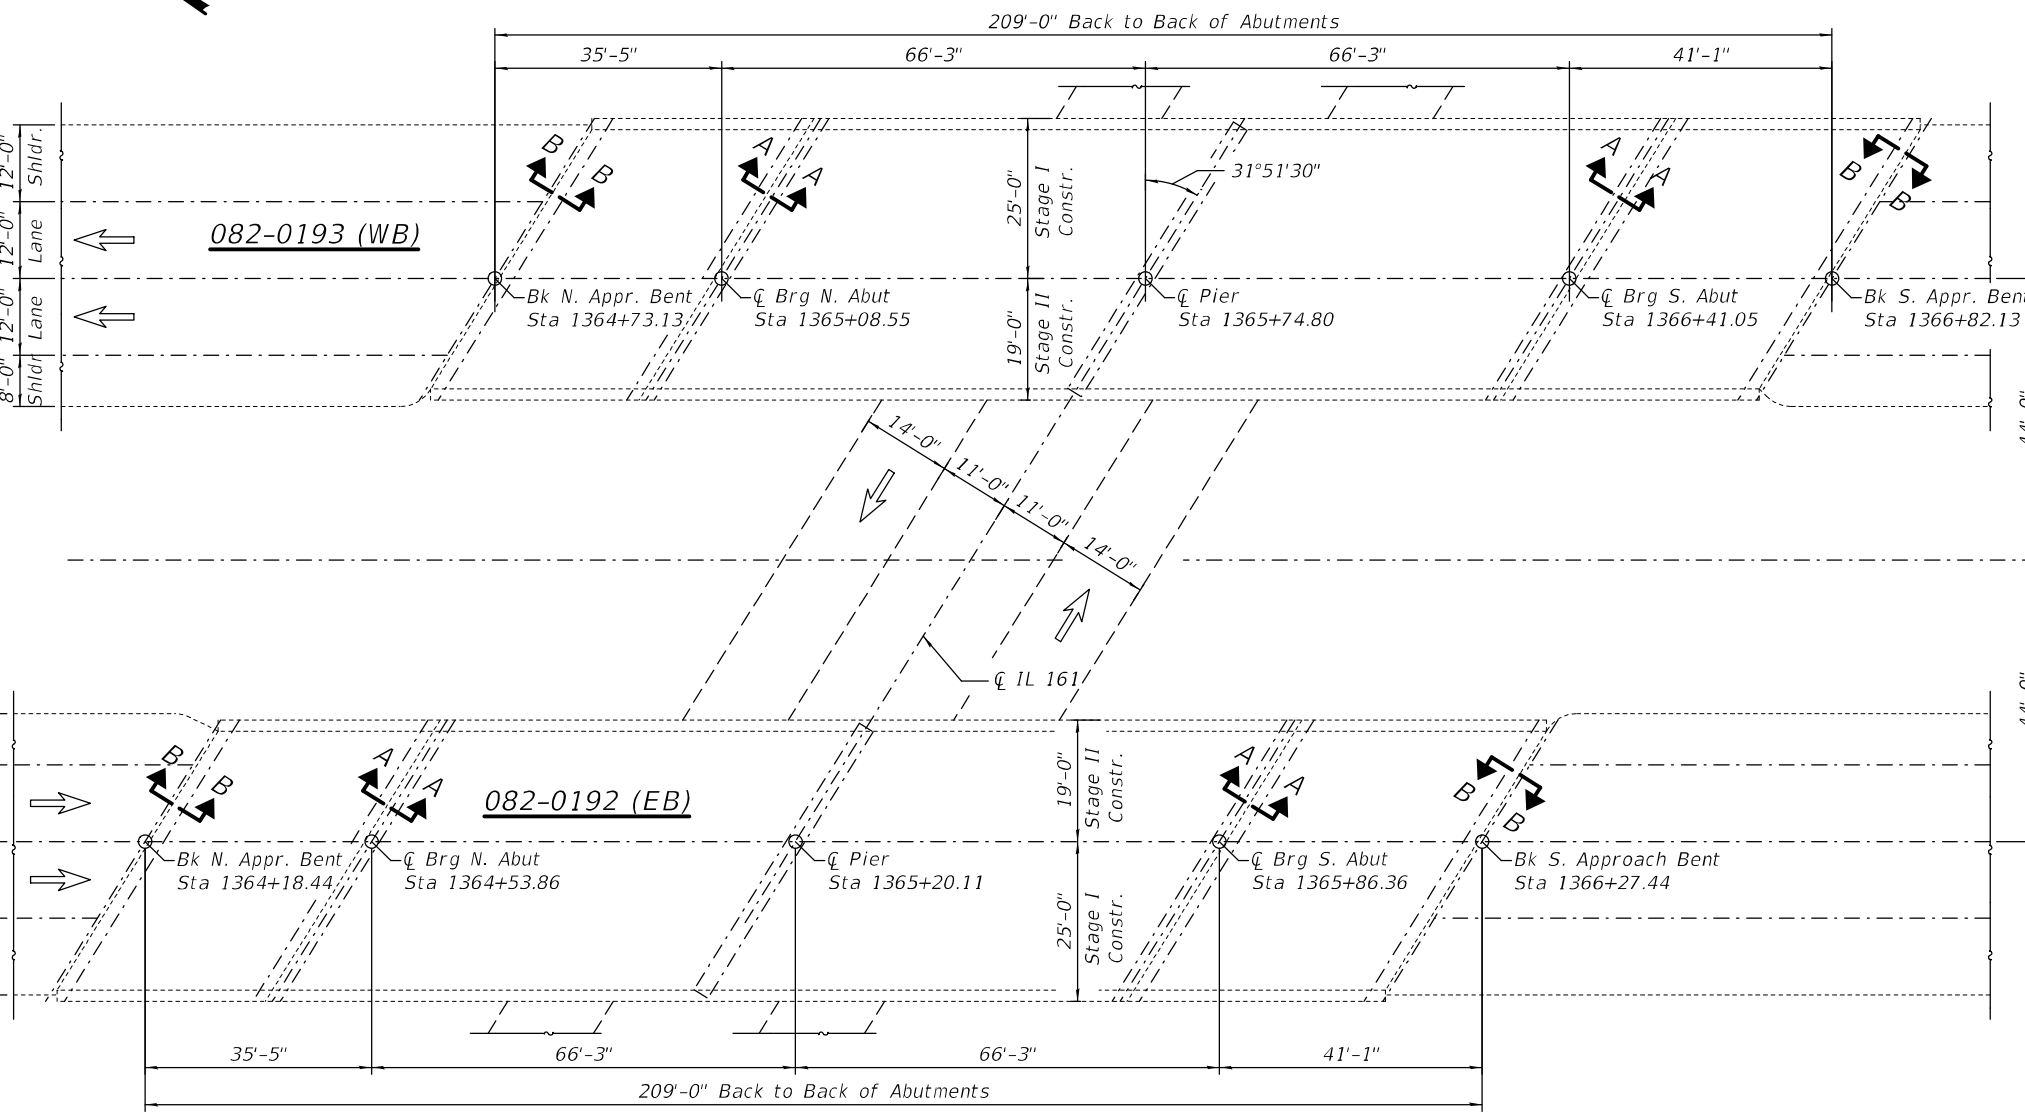 209'-0" Back to Back of Abutments
35'-5"
66'-3"
66'-3"
41'-1"
12'-0"
Shldr.
12'-0"
Lane
12'-0"
Lane
8'-0"
Shldr
082-0193 (WB)
B
B
A
A
25'-0"
Stage I
Constr.
31°51'30"
A
A
B
B
Bk N. Appr. Bent
Sta 1364+73.13
℄ Brg N. Abut
Sta 1365+08.55
19'-0"
Stage II
Constr.
℄ Pier
Sta 1365+74.80
℄ Brg S. Abut
Sta 1366+41.05
Bk S. Appr. Bent
Sta 1366+82.13
14'-0"
11'-0"
11'-0"
14'-0"
44'-0"
℄ IL 161
44'-0"
B
B
A
A
082-0192 (EB)
19'-0"
Stage II
Constr.
A
A
B
B
Bk N. Appr. Bent
Sta 1364+18.44
℄ Brg N. Abut
Sta 1364+53.86
℄ Pier
Sta 1365+20.11
25'-0"
Stage I
Constr.
℄ Brg S. Abut
Sta 1365+86.36
Bk S. Approach Bent
Sta 1366+27.44
35'-5"
66'-3"
66'-3"
41'-1"
209'-0" Back to Back of Abutments